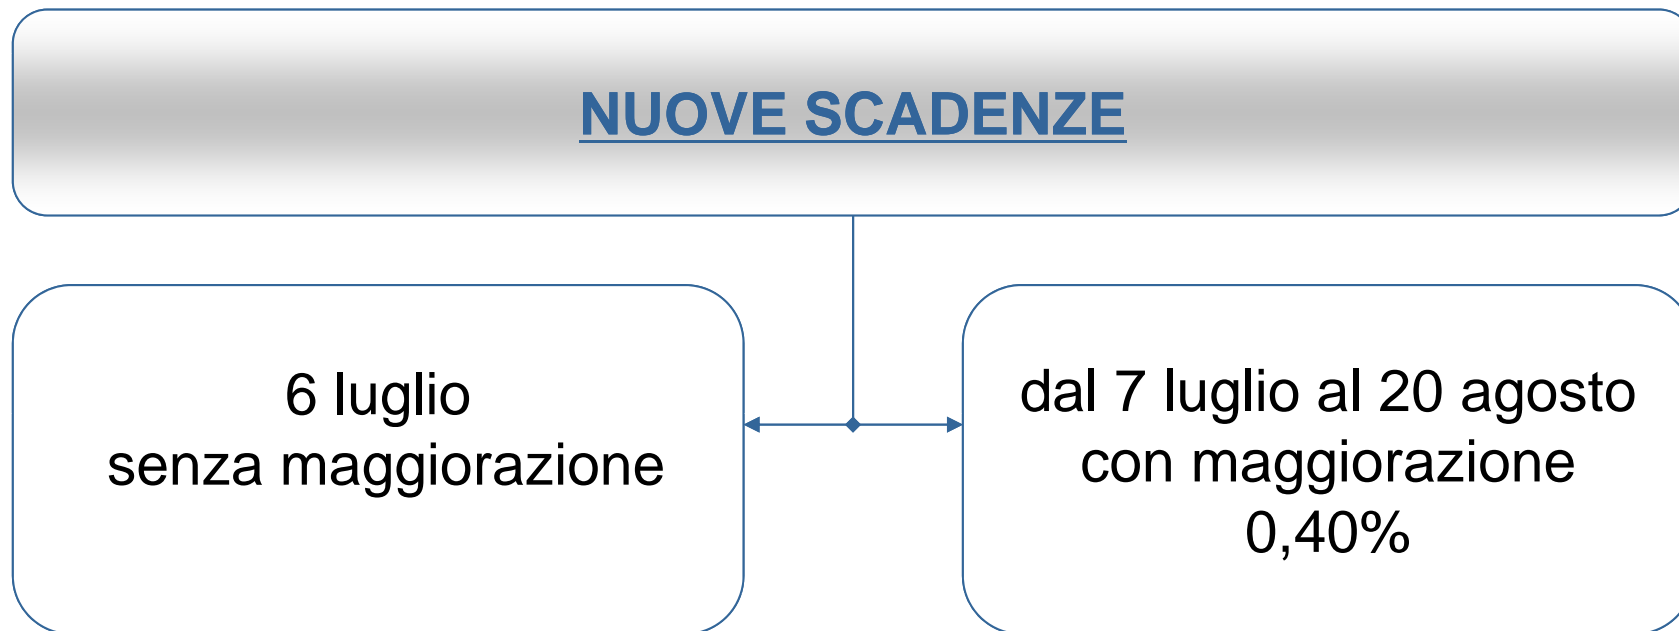 NUOVE SCADENZE
6 luglio
senza maggiorazione
dal 7 luglio al 20 agosto
con maggiorazione
0,40%